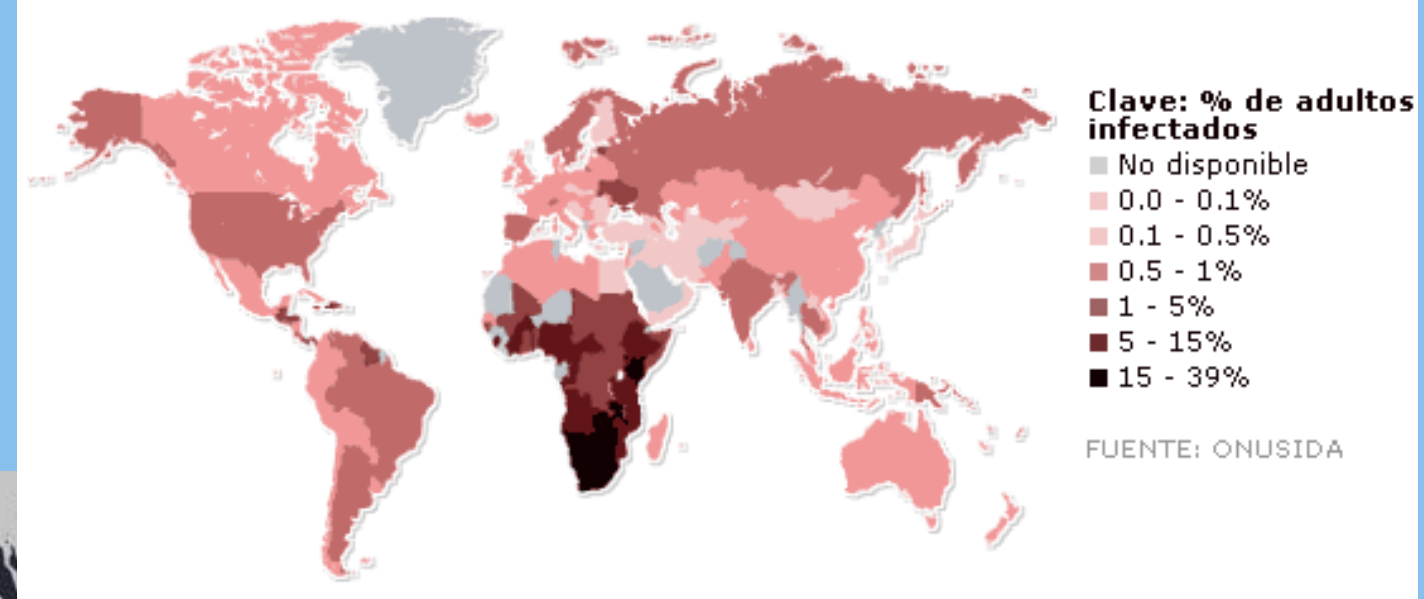 Clave: % de adultos
infectados
No disponible
0.0 - 0.1%
0.1 - 0.5%
0.5 - 1%
1 - 5%
5 - 15%
15 - 39%
FUENTE: ONUSIDA